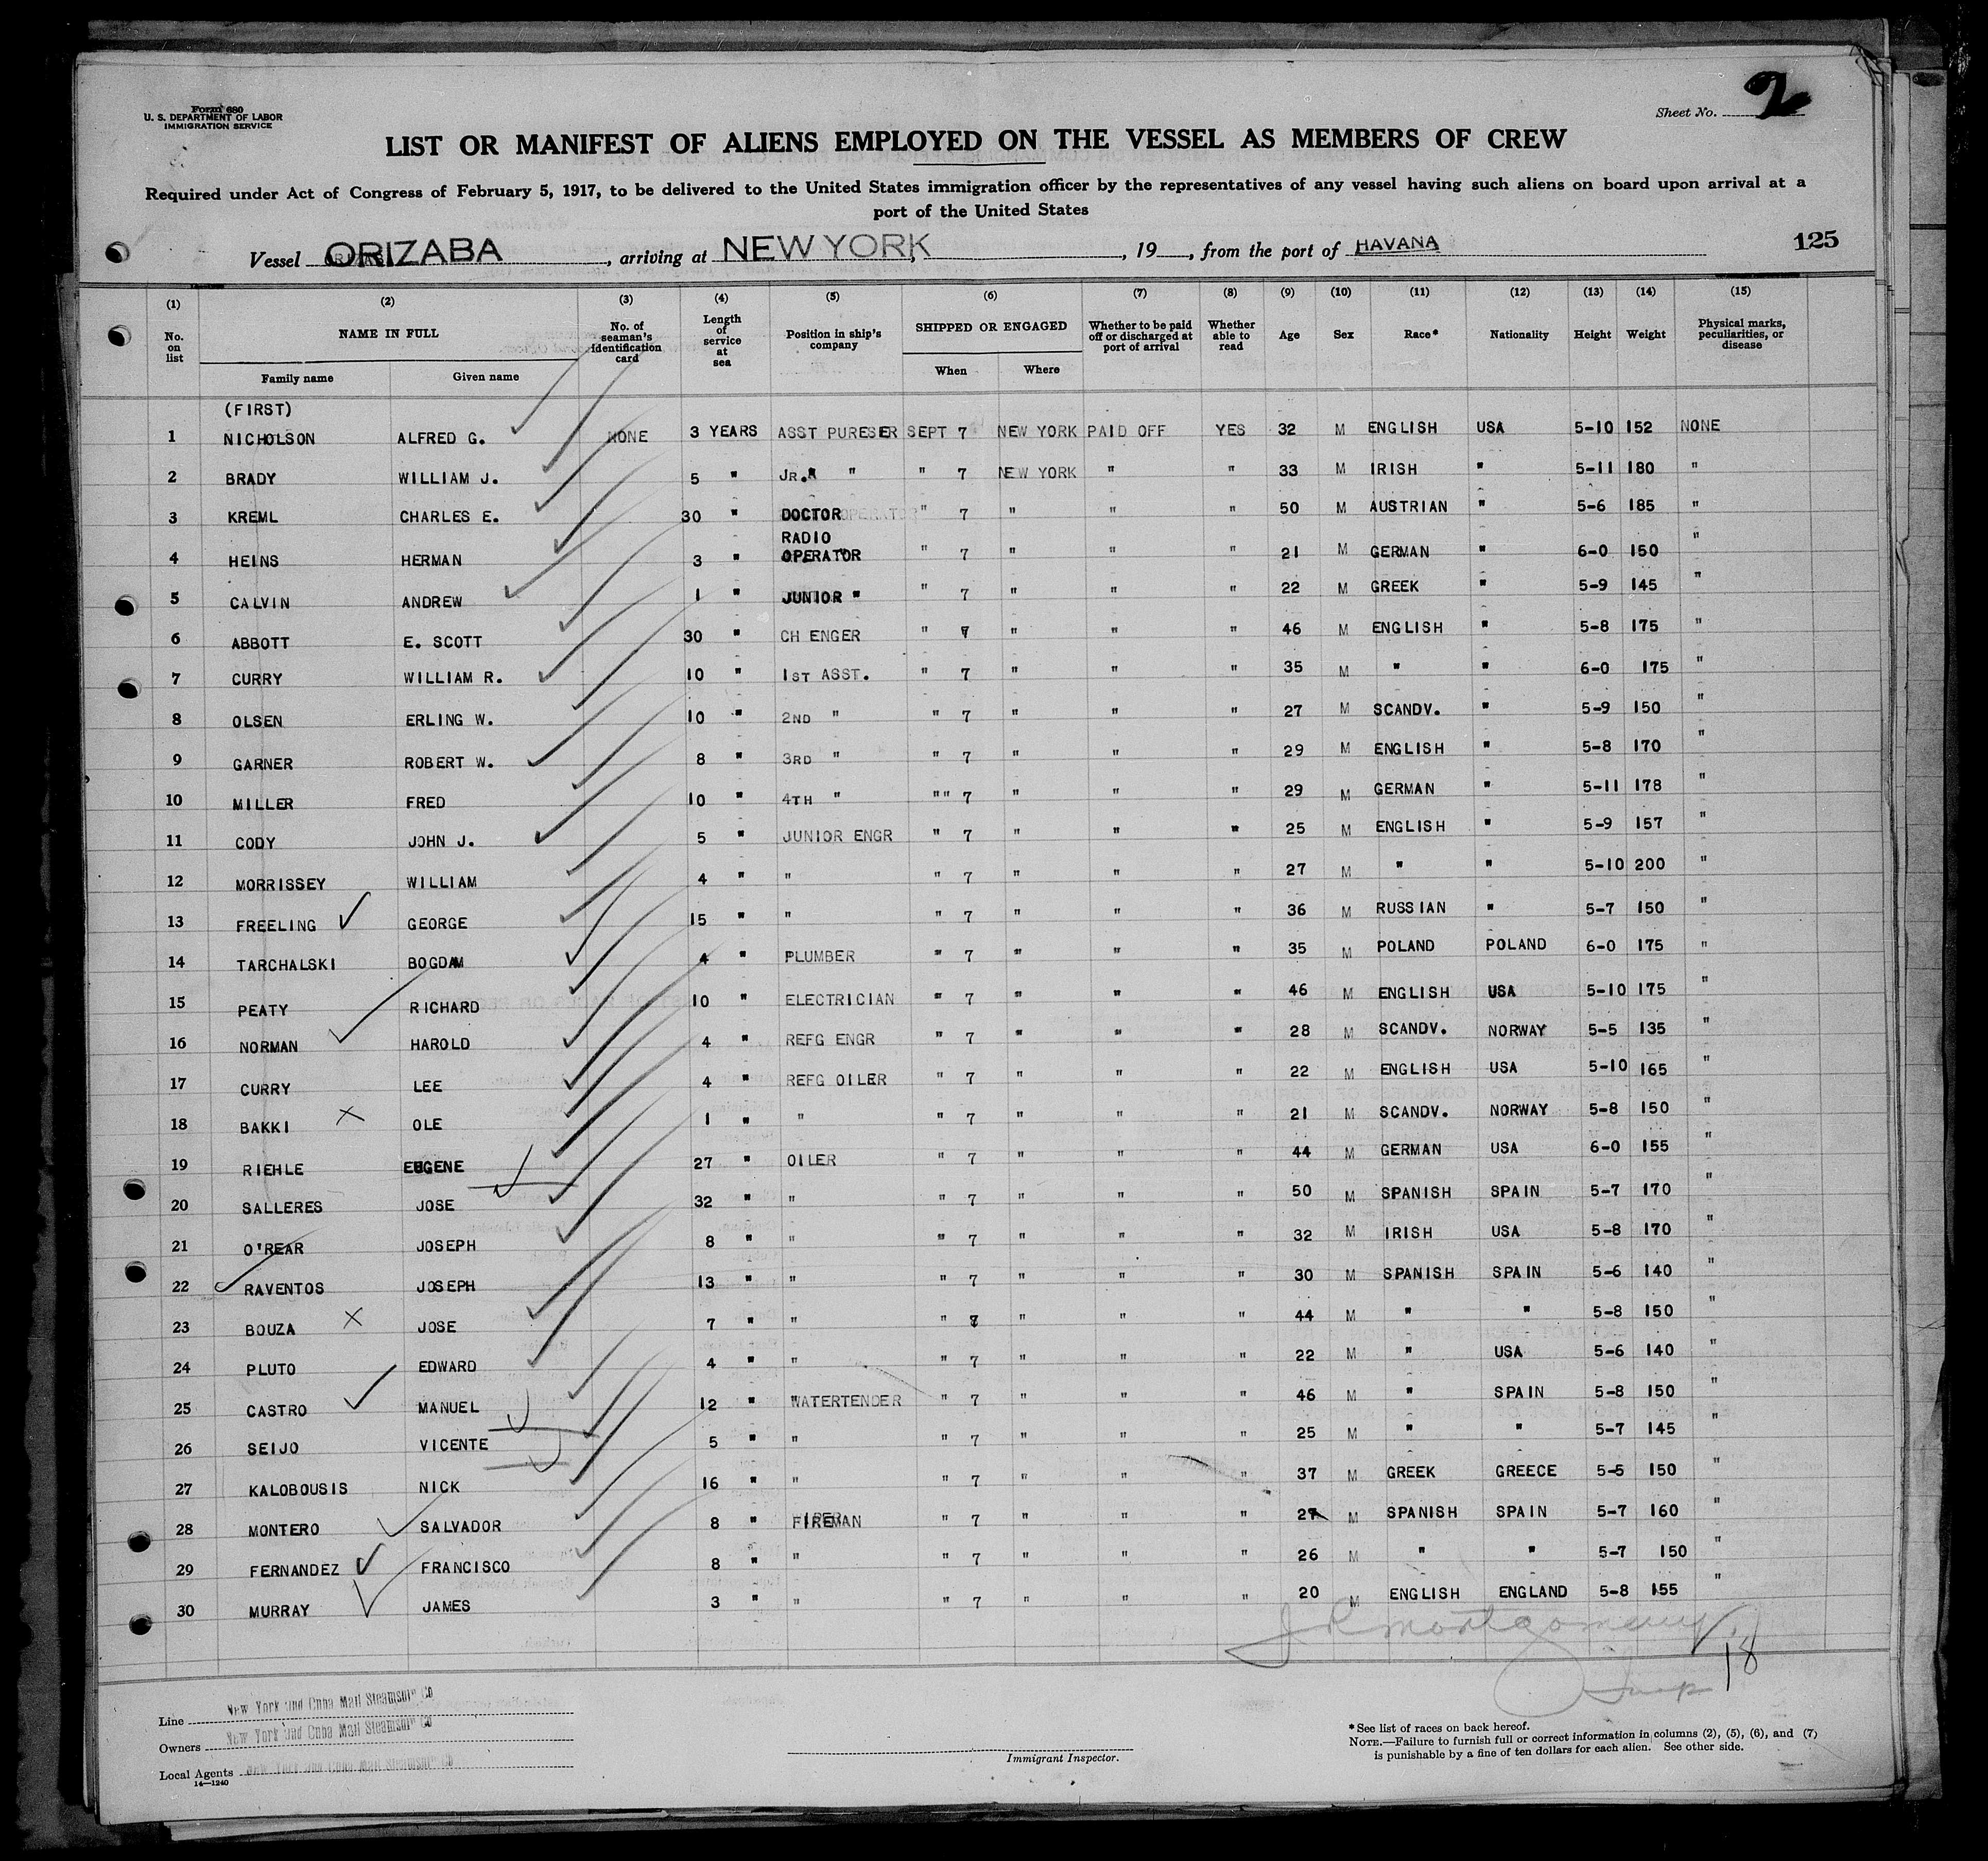 Form 680
U. S. DEPARTMENT OF LABOR
IMMIGRATION SERVICE
Sheet No. 2
LIST OR MANIFEST OF ALIENS EMPLOYED ON THE VESSEL AS MEMBERS OF CREW
Required under Act of Congress of February 5, 1917, to be delivered to the United States immigration officer by the representatives of any vessel having such aliens on board upon arrival at a
port of the United States
Vessel ORIZABA, arriving at NEW YORK, 19, from the port of HAVANA
125
(1) (2) (3) (4) (5) (6) (7) (8) (9) (10) (11) (12) (13) (14) (15)
No. on list NAME IN FULL No. of seaman's identification card Length of service at sea Position in ship's company SHIPPED OR ENGAGED Whether to be paid off or discharged at port of arrival Whether able to read Age Sex Race* Nationality Height Weight Physical marks, peculiarities, or disease
Family name Given name When Where
(FIRST)
1 NICHOLSON ALFRED G. NONE 3 YEARS ASST PURESER SEPT 7 NEW YORK PAID OFF YES 32 M ENGLISH USA 5-10 152 NONE
2 BRADY WILLIAM J. 5 " JR. " " 7 NEW YORK " " 33 M IRISH " 5-11 180 "
3 KREML CHARLES E. 30 " DOCTOR " 7 " " " 50 M AUSTRIAN " 5-6 185 "
4 HEINS HERMAN 3 " RADIO OPERATOR " 7 " " " 21 M GERMAN " 6-0 150 "
5 CALVIN ANDREW 1 " JUNIOR " " 7 " " " 22 M GREEK " 5-9 145 "
6 ABBOTT E. SCOTT 30 " CH ENGER " 7 " " " 46 M ENGLISH " 5-8 175 "
7 CURRY WILLIAM R. 10 " 1ST ASST. " 7 " " " 35 M " " 6-0 175 "
8 OLSEN ERLING W. 10 " 2ND " " 7 " " " 27 M SCANDV. " 5-9 150 "
9 GARNER ROBERT W. 8 " 3RD " " 7 " " " 29 M ENGLISH " 5-8 170 "
10 MILLER FRED 10 " 4TH " "" 7 " " " 29 M GERMAN " 5-11 178 "
11 CODY JOHN J. 5 " JUNIOR ENGR " 7 " " " 25 M ENGLISH " 5-9 157 "
12 MORRISSEY WILLIAM 4 " " " 7 " " " 27 M " " 5-10 200 "
13 FREELING GEORGE 15 " " " 7 " " " 36 M RUSSIAN " 5-7 150 "
14 TARCHALSKI BOGDAM 4 " PLUMBER " 7 " " " 35 M POLAND POLAND 6-0 175 "
15 PEATY RICHARD 10 " ELECTRICIAN " 7 " " " 46 M ENGLISH USA 5-10 175 "
16 NORMAN HAROLD 4 " REFG ENGR " 7 " " " 28 M SCANDV. NORWAY 5-5 135 "
17 CURRY LEE 4 " REFG OILER " 7 " " " 22 M ENGLISH USA 5-10 165 "
18 BAKKI OLE 1 " " " 7 " " " 21 M SCANDV. NORWAY 5-8 150 "
19 RIEHLE EUGENE 27 " OILER " 7 " " " 44 M GERMAN USA 6-0 155 "
20 SALLERES JOSE 32 " " " 7 " " " 50 M SPANISH SPAIN 5-7 170 "
21 O'REAR JOSEPH 8 " " " 7 " " " 32 M IRISH USA 5-8 170 "
22 RAVENTOS JOSEPH 13 " " " 7 " " " 30 M SPANISH SPAIN 5-6 140 "
23 BOUZA JOSE 7 " " " 7 " " " 44 M " " 5-8 150 "
24 PLUTO EDWARD 4 " " " 7 " " " 22 M " USA 5-6 140 "
25 CASTRO MANUEL 12 " WATERTENDER " 7 " " " 46 M " SPAIN 5-8 150 "
26 SEIJO VICENTE 5 " " " 7 " " " 25 M " " 5-7 145 "
27 KALOBOUSIS NICK 16 " " " 7 " " " 37 M GREEK GREECE 5-5 150 "
28 MONTERO SALVADOR 8 " FIREMAN " 7 " " " 27 M SPANISH SPAIN 5-7 160 "
29 FERNANDEZ FRANCISCO 8 " " " 7 " " " 26 M " " 5-7 150 "
30 MURRAY JAMES 3 " " " 7 " " " 20 M ENGLISH ENGLAND 5-8 155 "
J R Montgomery
18
Insp
Line New York and Cuba Mail Steamship Co
Owners New York and Cuba Mail Steamship Co
Local Agents New York and Cuba Mail Steamship Co
14—1240
Immigrant Inspector.
* See list of races on back hereof.
NOTE.—Failure to furnish full or correct information in columns (2), (5), (6), and (7)
is punishable by a fine of ten dollars for each alien. See other side.